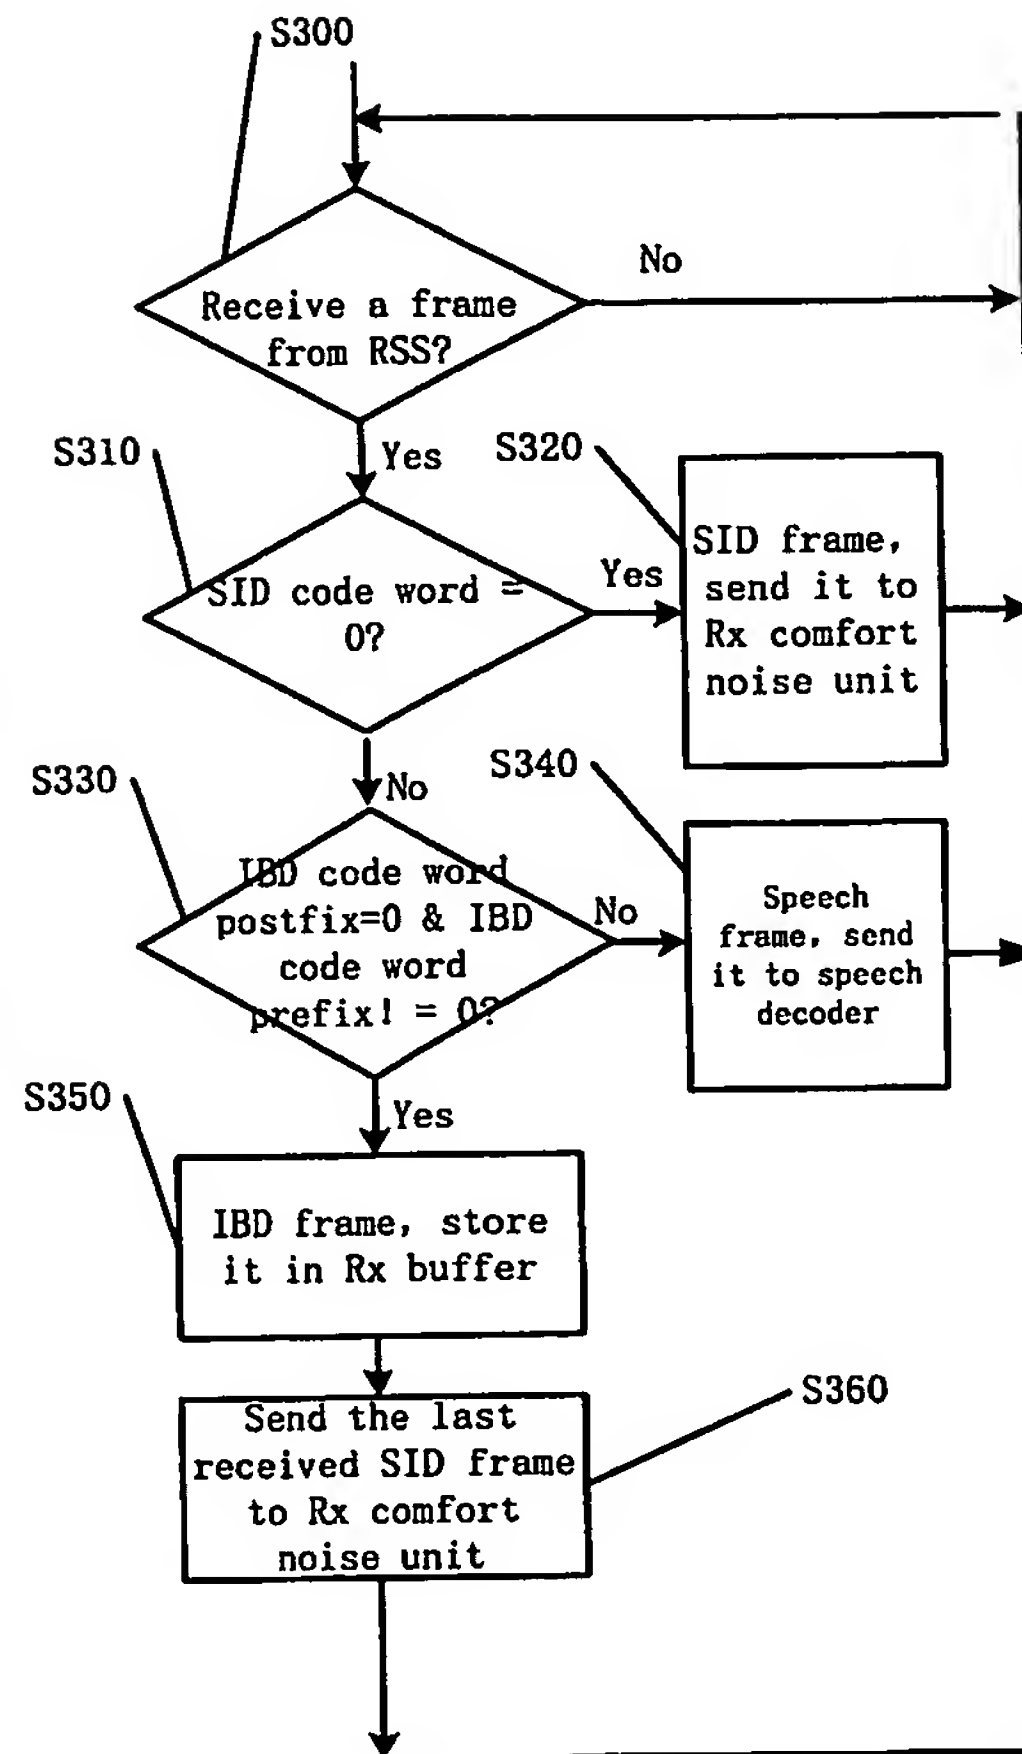 S300
No
Receive a frame
from RSS?
S310
Yes
S320
SID code word =
0?
Yes
SID frame,
send it to
Rx comfort
noise unit
S330
No
S340
IBD code word
postfix=0 & IBD
code word
prefix! = 0?
No
Speech
frame, send
it to speech
decoder
S350
Yes
IBD frame, store
it in Rx buffer
S360
Send the last
received SID frame
to Rx comfort
noise unit